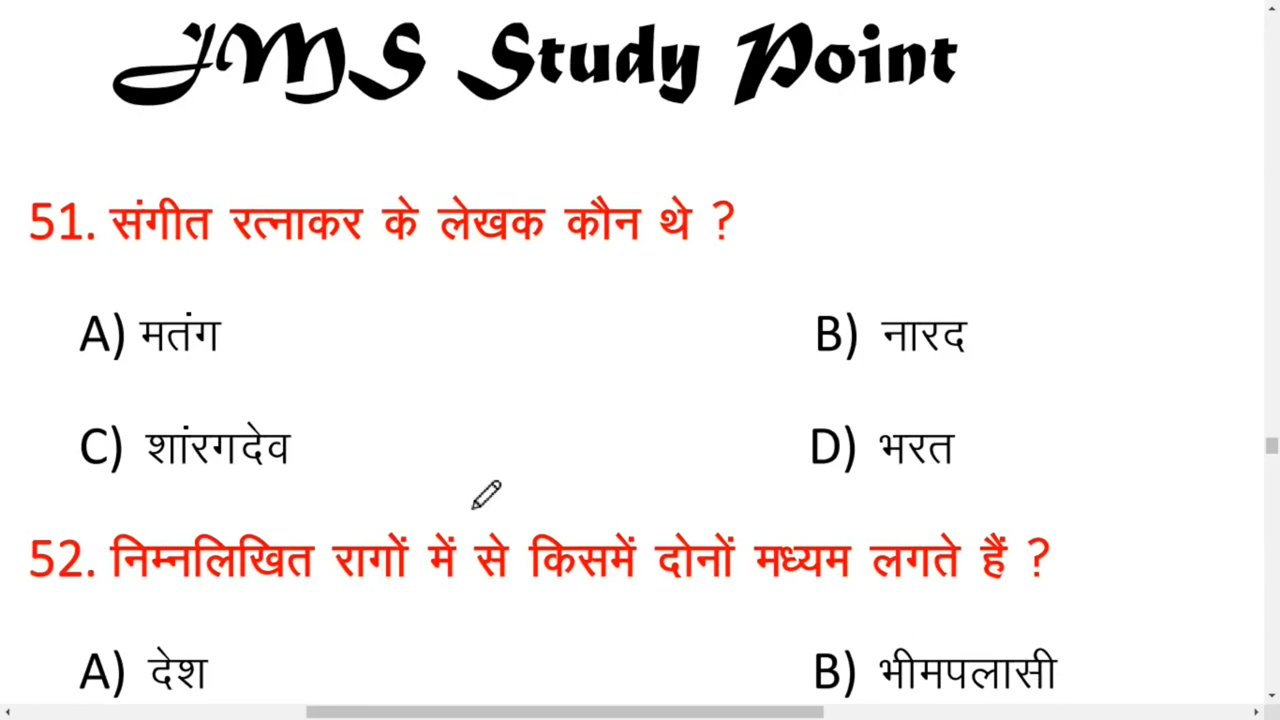 JMS Study Point
51. संगीत रत्नाकर के लेखक कौन थे ?
A) मतंग B) नारद
C) शांरगदेव D) भरत
52. निम्नलिखित रागों में से किसमें दोनों मध्यम लगते हैं ?
A) देश B) भीमपलासी